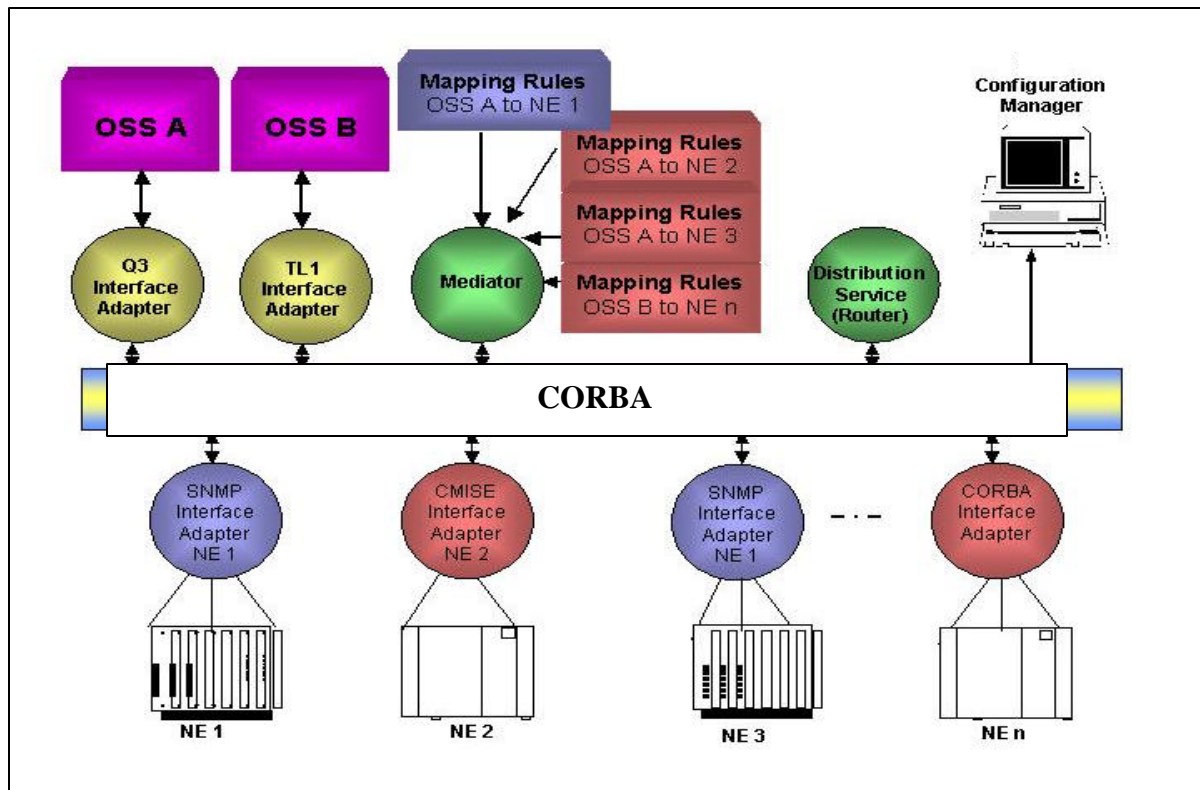 OSS A
OSS B
Mapping Rules
OSS A to NE 1
Mapping Rules
OSS A to NE 2
Mapping Rules
OSS A to NE 3
Mapping Rules
OSS B to NE n
Configuration
Manager
Q3
Interface
Adapter
TL1
Interface
Adapter
Mediator
Distribution
Service
(Router)
CORBA
SNMP
Interface
Adapter
NE 1
CMISE
Interface
Adapter
NE 2
SNMP
Interface
Adapter
NE 1
CORBA
Interface
Adapter
NE 1
NE 2
NE 3
NE n